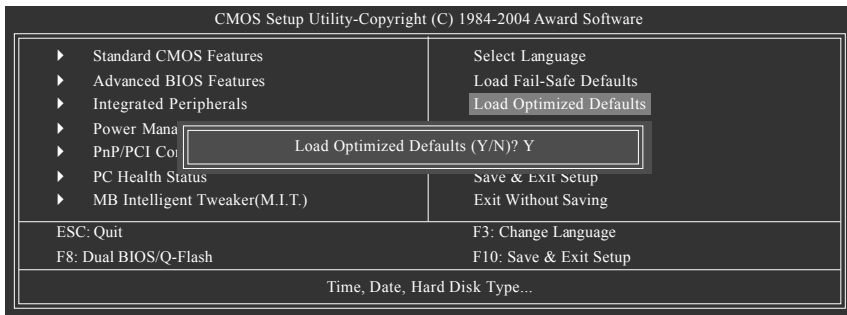 CMOS Setup Utility-Copyright (C) 1984-2004 Award Software
Standard CMOS Features
Advanced BIOS Features
Integrated Peripherals
Power Mana
PnP/PCI Co
PC Health Status
MB Intelligent Tweaker(M.I.T.)
Select Language
Load Fail-Safe Defaults
Load Optimized Defaults
Load Optimized Defaults (Y/N)? Y
Save & Exit Setup
Exit Without Saving
ESC: Quit
F3: Change Language
F8: Dual BIOS/Q-Flash
F10: Save & Exit Setup
Time, Date, Hard Disk Type...